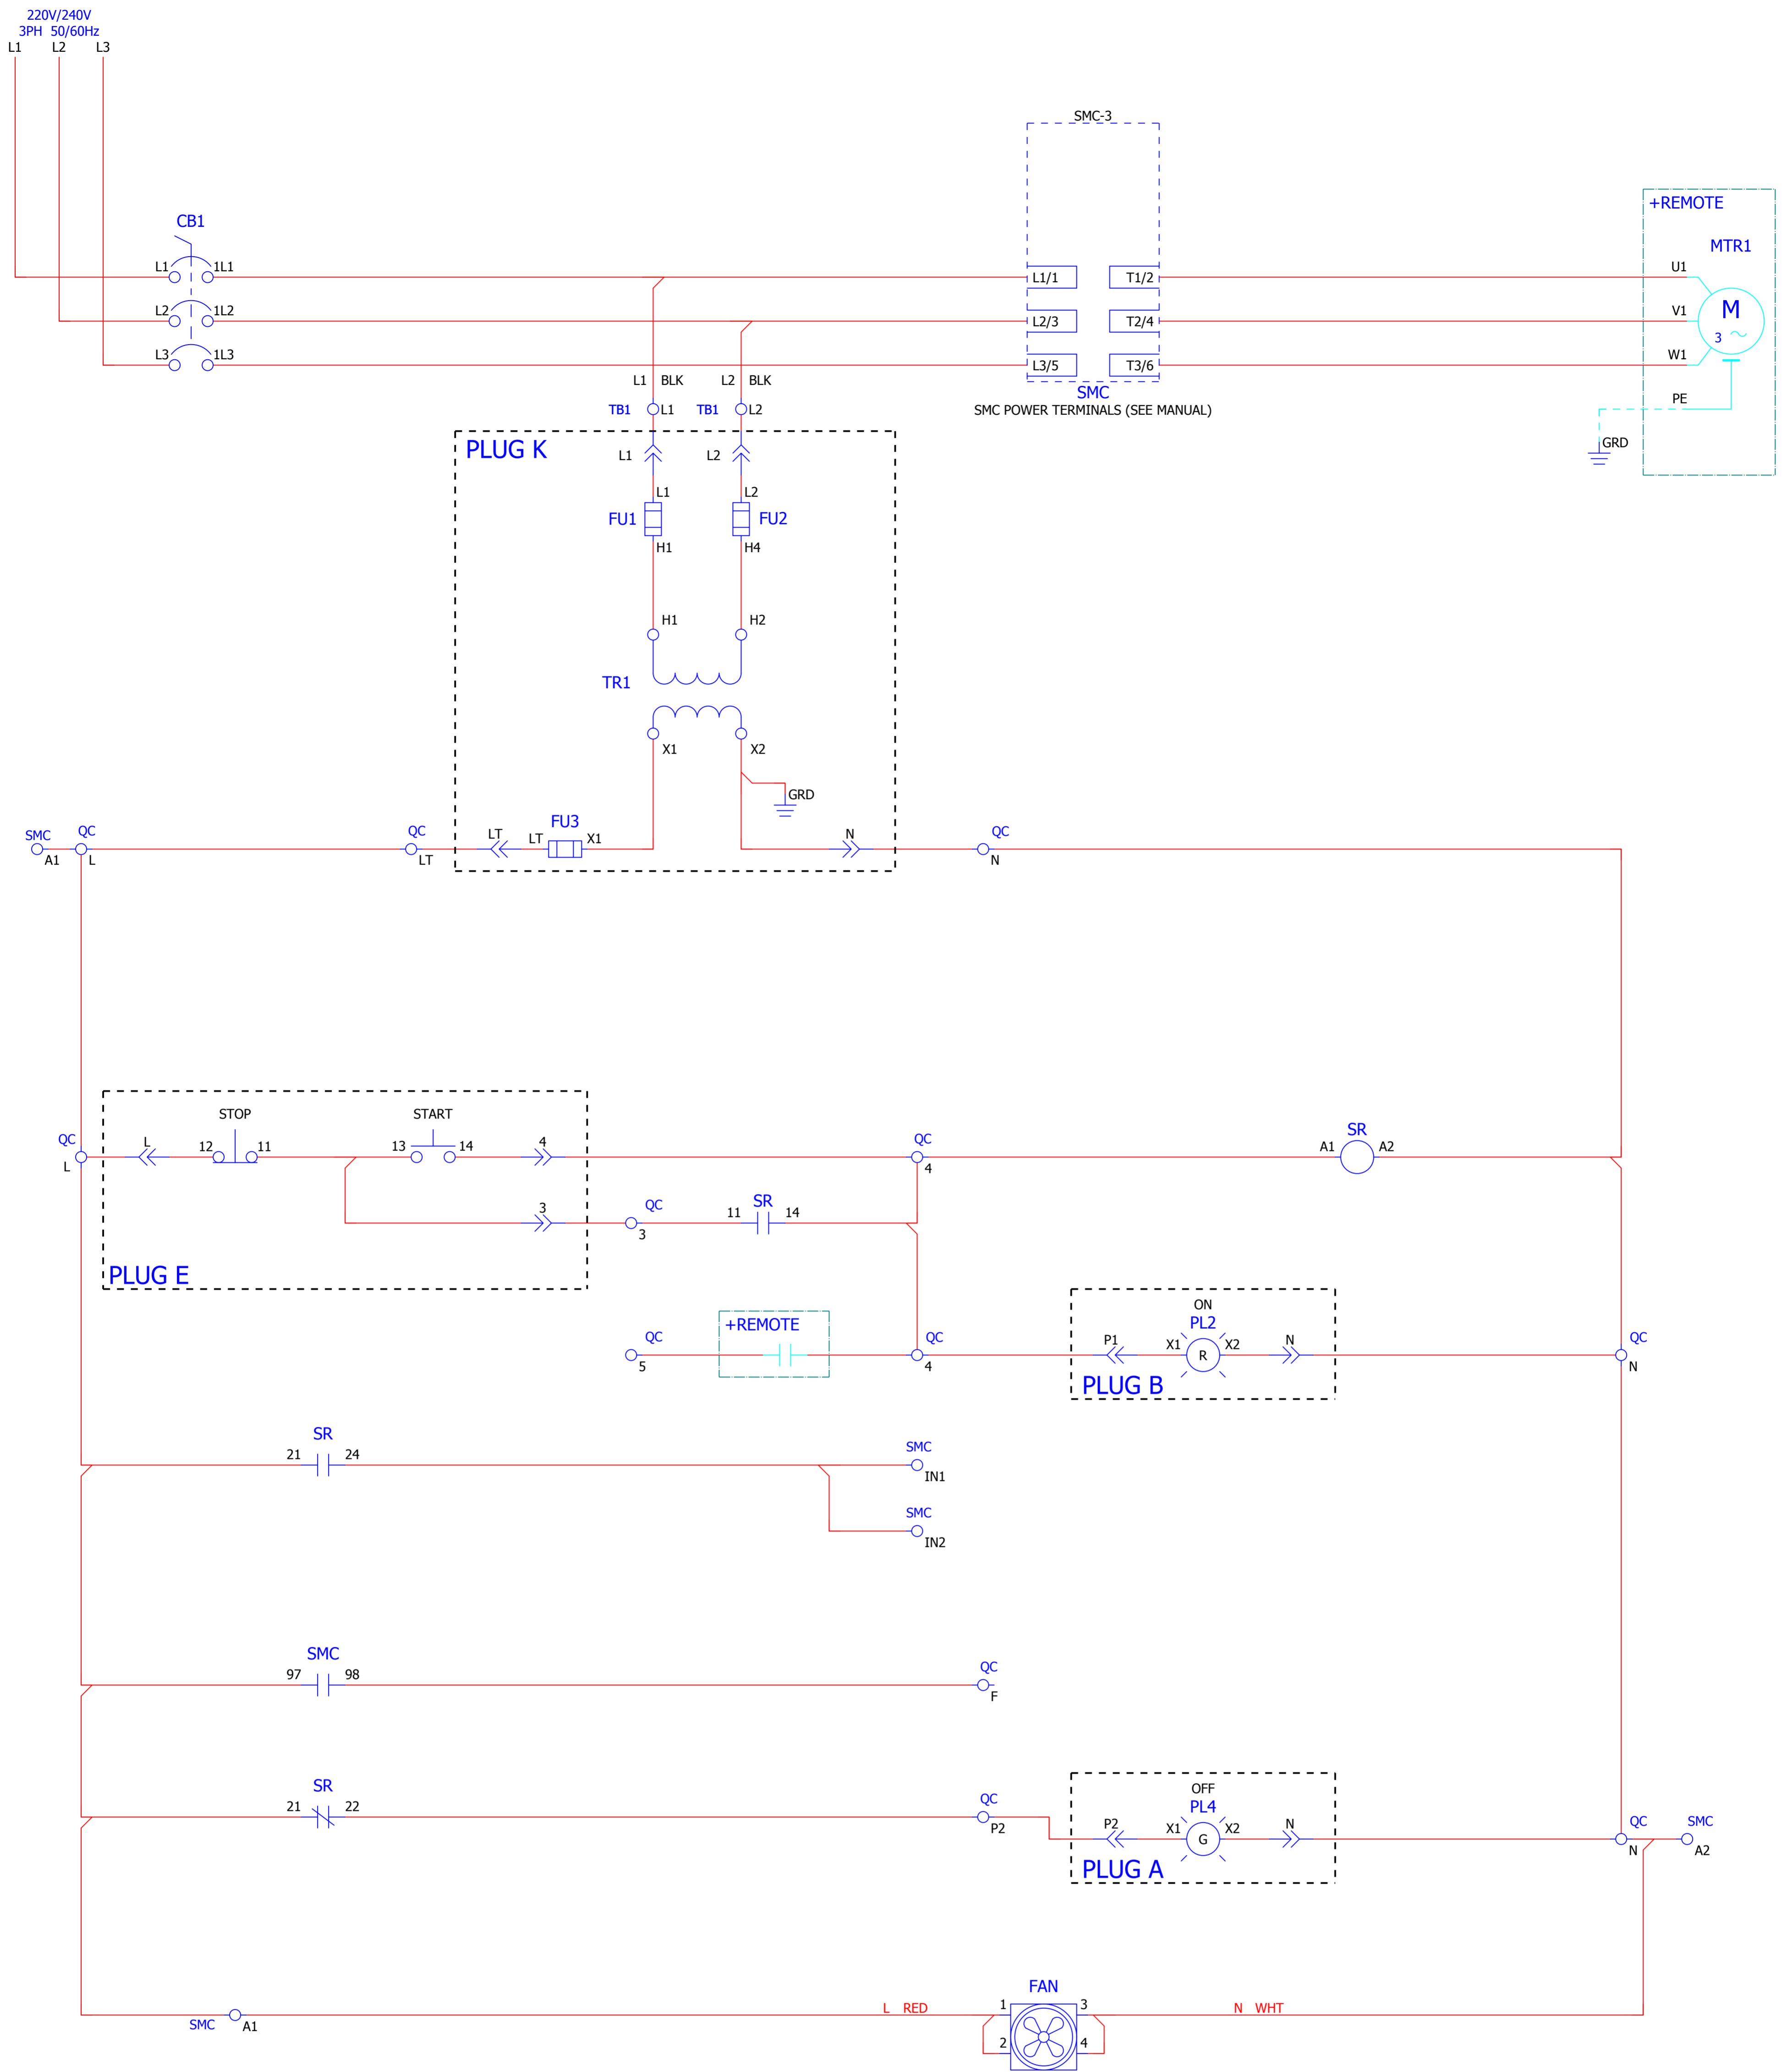 220V/240V
3PH 50/60Hz
L1 L2 L3
SMC-3
+REMOTE
MTR1
CB1
L1 1L1
L1/1 T1/2
U1
L2 1L2
L2/3 T2/4
V1
M
3
L3 1L3
L3/5 T3/6
W1
L1 BLK L2 BLK
SMC
PE
TB1 L1 TB1 L2
SMC POWER TERMINALS (SEE MANUAL)
GRD
PLUG K
L1 L2
L1 L2
FU1 FU2
H1 H4
H1 H2
TR1
X1 X2
GRD
FU3
SMC QC QC
LT LT X1 N
QC
A1 L LT N
STOP START
SR
QC L 12 11 13 14 4 QC A1 A2
L 4
3 QC 11 SR 14
3
PLUG E
ON
+REMOTE
PL2
QC QC P1 X1 X2 N QC
R
5 4 N
PLUG B
SR
21 24 SMC
IN1
SMC
IN2
SMC
97 98 QC
F
SR
21 22 QC
P2
OFF
PL4
P2 X1 X2 N QC SMC
G
N A2
PLUG A
FAN
L RED 1 3 N WHT
SMC A1
2 4